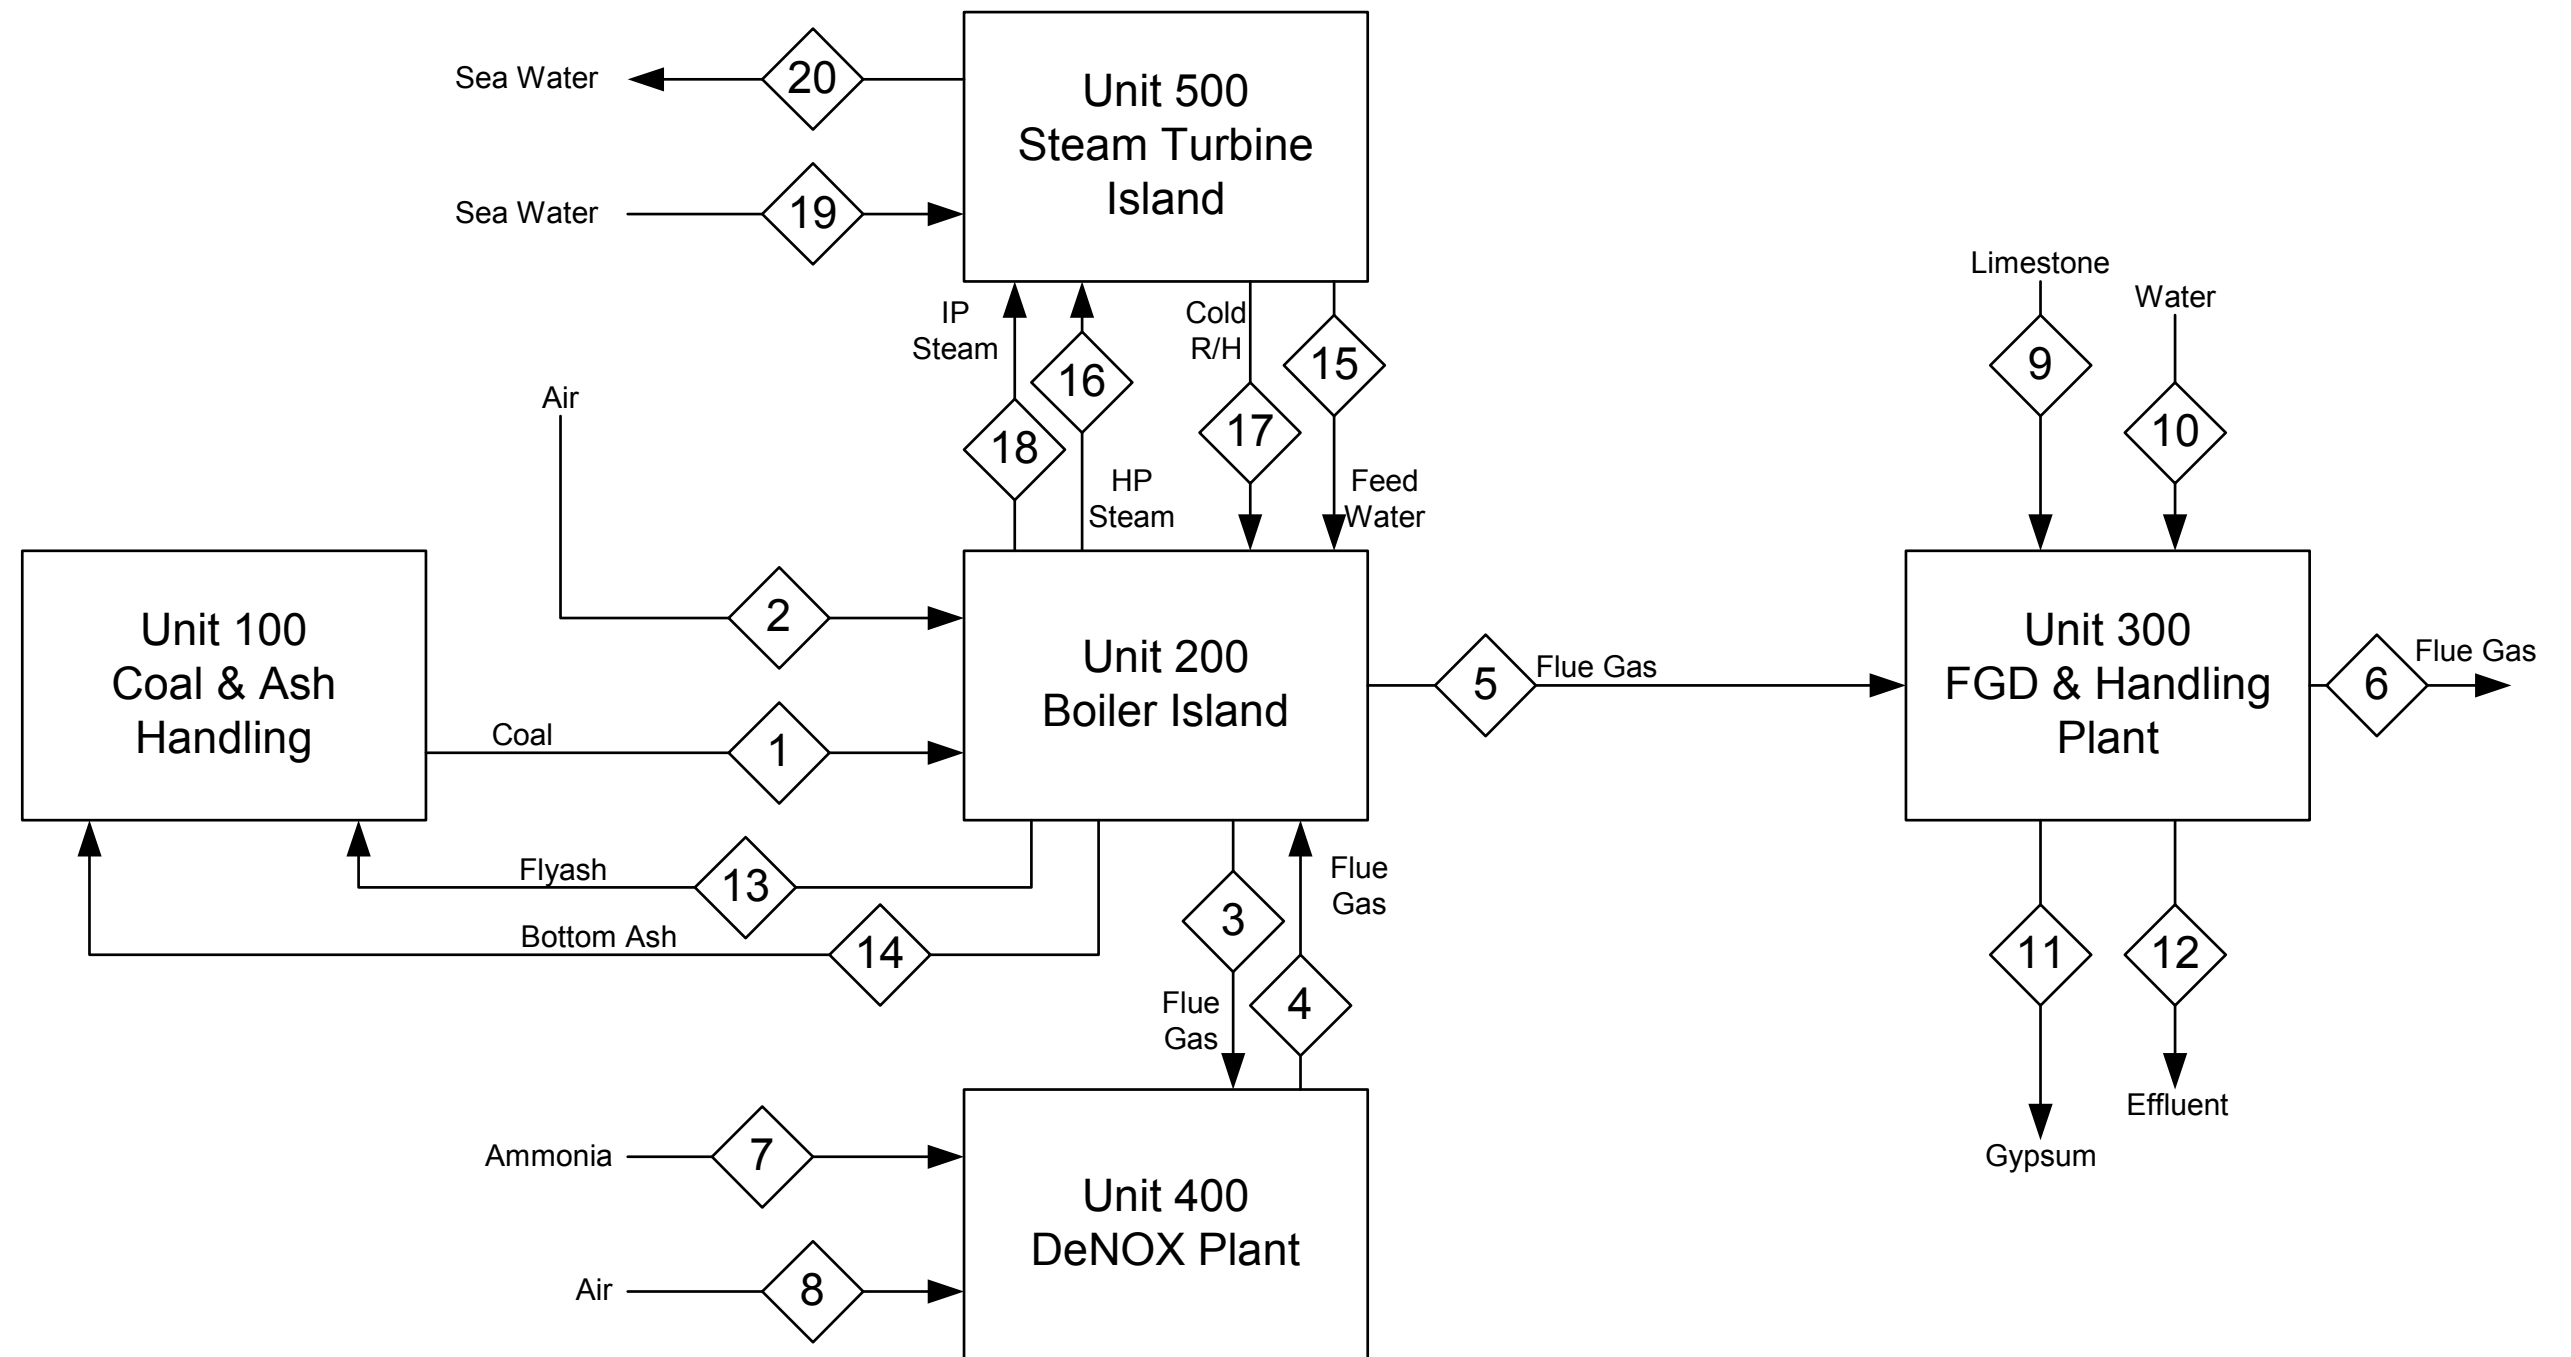 Sea Water
20
Unit 500
Steam Turbine
Island
Sea Water
19
Limestone
Water
IP
Steam
Cold
R/H
15
16
9
Air
18
17
10
HP
Steam
Feed
Water
2
Unit 100
Coal & Ash
Handling
Unit 200
Boiler Island
5
Flue Gas
Unit 300
FGD & Handling
Plant
6
Flue Gas
Coal
1
Flyash
13
Flue
Gas
3
Bottom Ash
14
11
12
Flue
Gas
4
Effluent
Ammonia
7
Gypsum
Unit 400
DeNOX Plant
Air
8